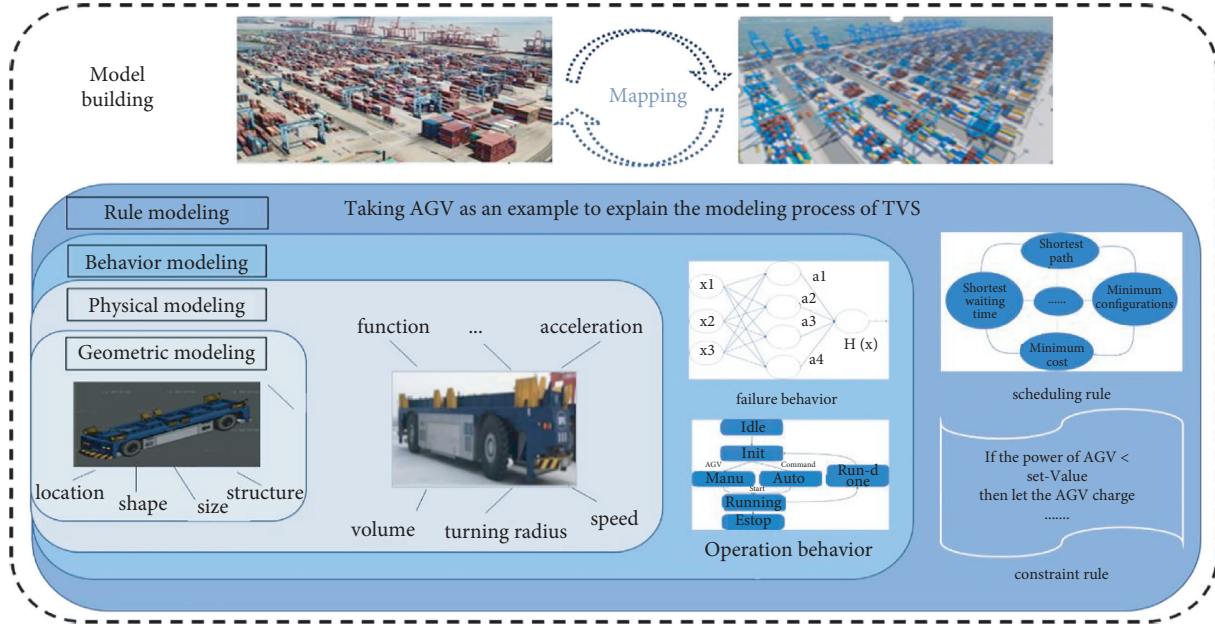 Model
building
Mapping
Rule modeling
Taking AGV as an example to explain the modeling process of TVS
Behavior modeling
Physical modeling
Geometric modeling
location
shape
size
structure
function
...
acceleration
volume
turning radius
speed
x1
x2
x3
a1
a2
a3
a4
H (x)
failure behavior
Idle
Init
AGV
Command
Manu
Auto
Run-d
one
Start
Running
Estop
Operation behavior
Shortest
path
Shortest
waiting
time
......
Minimum
configurations
Minimum
cost
scheduling rule
If the power of AGV <
set-Value
then let the AGV charge
.......
constraint rule